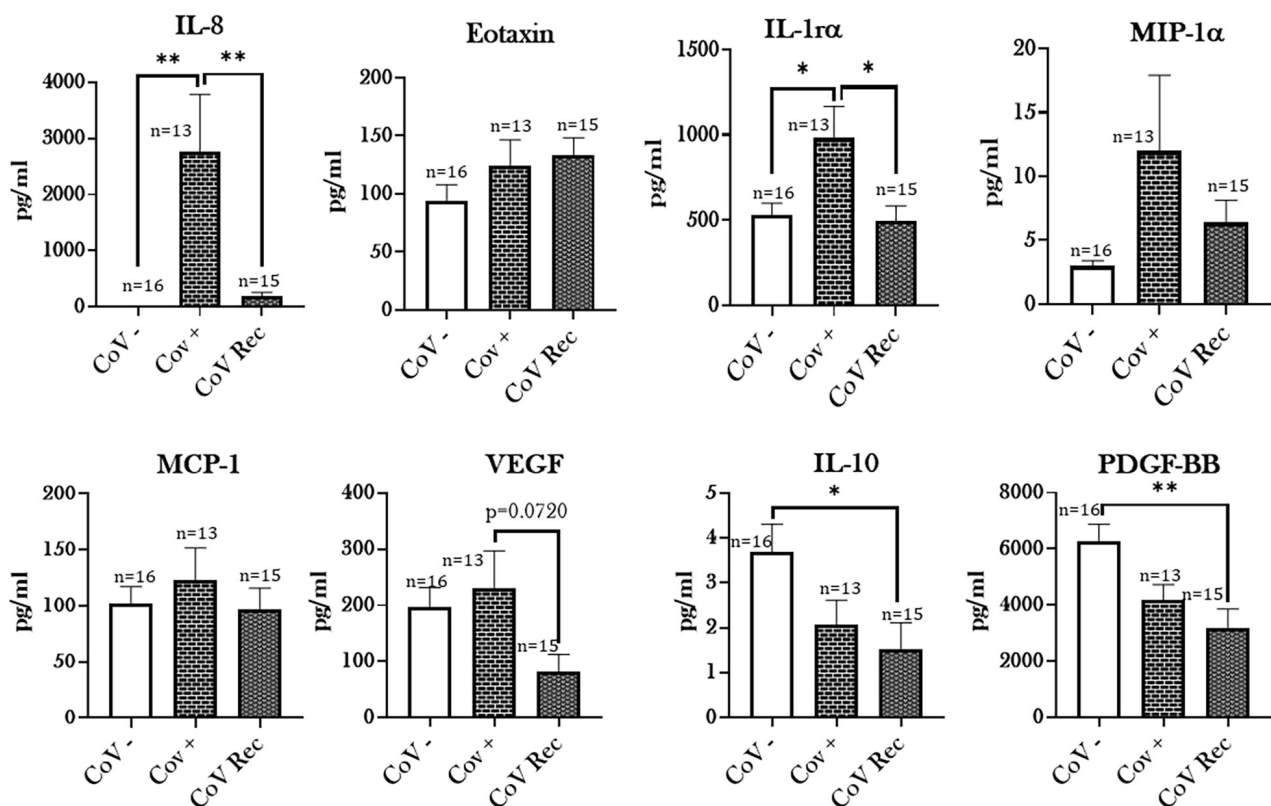 IL-8
** **
4000
3000
2000
1000
0
pg/ml
n=16
n=13
n=15
CoV -
Cov +
CoV Rec
Eotaxin
200
150
100
50
0
pg/ml
n=16
n=13
n=15
CoV -
Cov +
CoV Rec
IL-1rα
* *
1500
1000
500
0
pg/ml
n=16
n=13
n=15
CoV -
Cov +
CoV Rec
MIP-1α
20
15
10
5
0
pg/ml
n=16
n=13
n=15
CoV -
Cov +
CoV Rec
MCP-1
200
150
100
50
0
pg/ml
n=16
n=13
n=15
CoV -
Cov +
CoV Rec
VEGF
p=0.0720
400
300
200
100
0
pg/ml
n=16
n=13
n=15
CoV -
Cov +
CoV Rec
IL-10
*
5
4
3
2
1
0
pg/ml
n=16
n=13
n=15
CoV -
Cov +
CoV Rec
PDGF-BB
**
8000
6000
4000
2000
0
pg/ml
n=16
n=13
n=15
CoV -
Cov +
CoV Rec